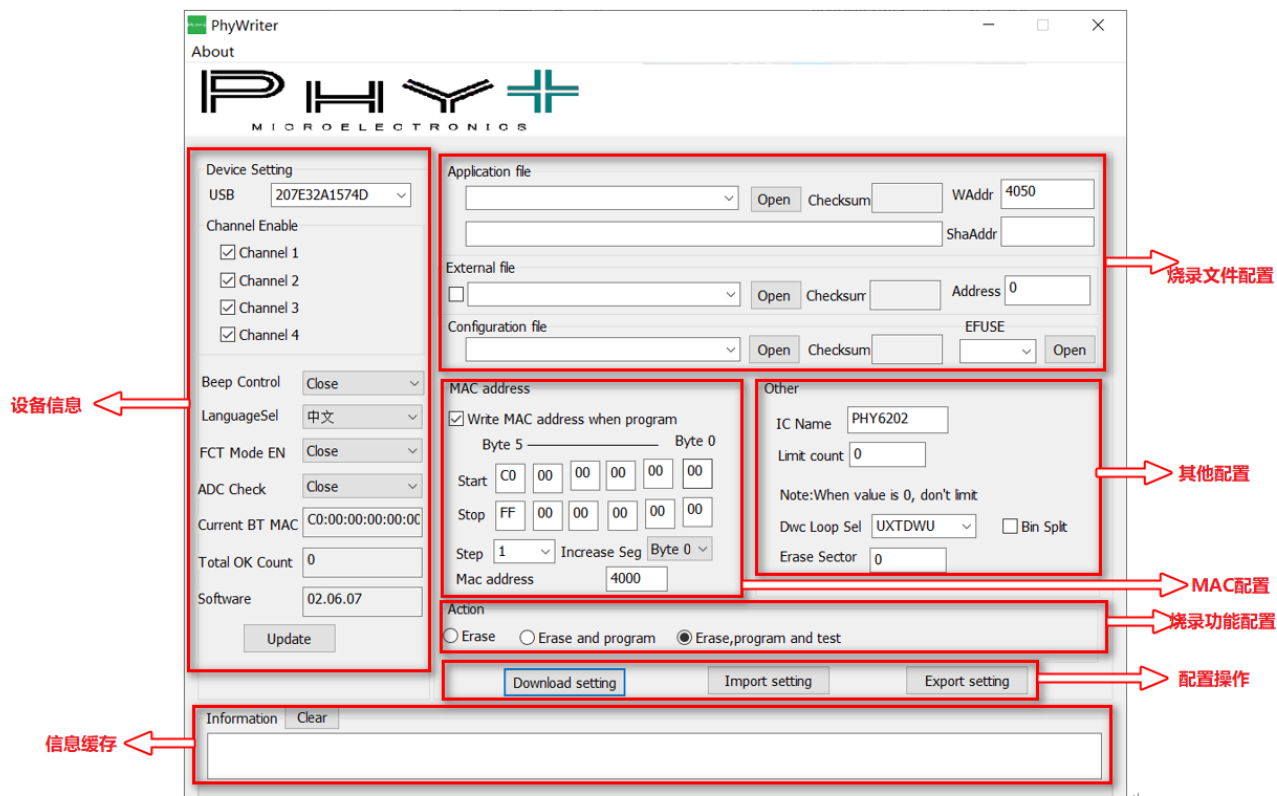 PhyWriter
About
PHY+
MICROELECTRONICS
Device Setting
USB 207E32A1574D
Channel Enable
Channel 1
Channel 2
Channel 3
Channel 4
Beep Control Close
LanguageSel 中文
FCT Mode EN Close
ADC Check Close
Current BT MAC C0:00:00:00:00:00
Total OK Count 0
Software 02.06.07
Update
设备信息
Application file
Open Checksum WAddr 4050
ShaAddr
External file
Open Checksum Address 0
Configuration file EFUSE
Open Checksum Open
烧录文件配置
MAC address
Write MAC address when program
Byte 5 Byte 0
Start C0 00 00 00 00 00
Stop FF 00 00 00 00 00
Step 1 Increase Seg Byte 0
Mac address 4000
MAC配置
Other
IC Name PHY6202
Limit count 0
Note:When value is 0, don't limit
Dwc Loop Sel UXTDWU Bin Split
Erase Sector 0
其他配置
Action
Erase Erase and program Erase,program and test
烧录功能配置
Download setting Import setting Export setting
配置操作
Information Clear
信息缓存